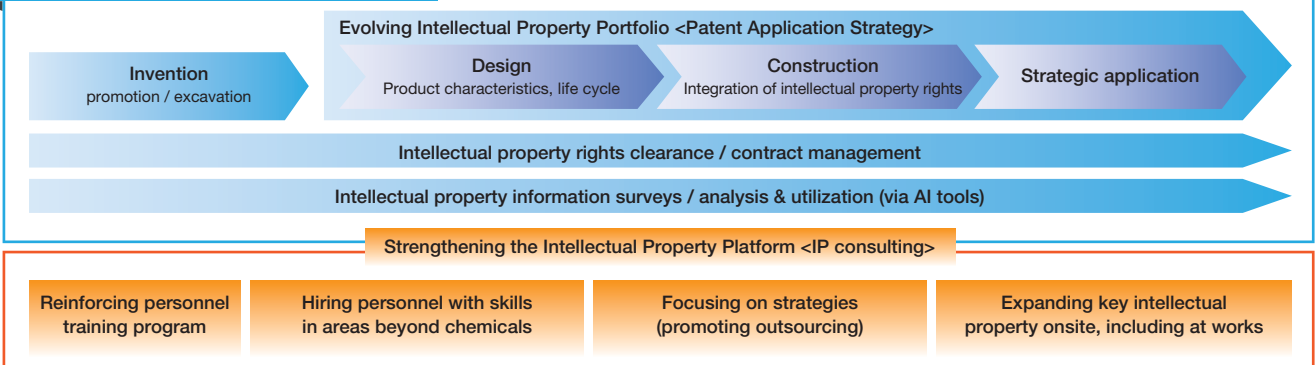 Evolving Intellectual Property Portfolio <Patent Application Strategy>
Invention
promotion / excavation
Design
Product characteristics, life cycle
Construction
Integration of intellectual property rights
Strategic application
Intellectual property rights clearance / contract management
Intellectual property information surveys / analysis & utilization (via AI tools)
Strengthening the Intellectual Property Platform <IP consulting>
Reinforcing personnel
training program
Hiring personnel with skills
in areas beyond chemicals
Focusing on strategies
(promoting outsourcing)
Expanding key intellectual
property onsite, including at works